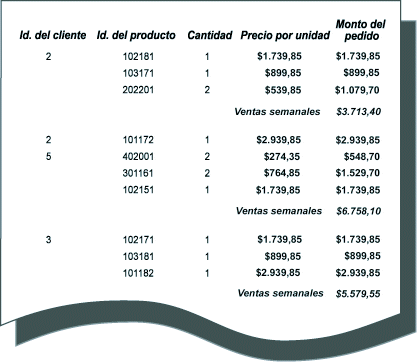 Id. del cliente Id. del producto Cantidad Precio por unidad Monto del pedido
2 102181 1 $1.739,85 $1.739,85
103171 1 $899,85 $899,85
202201 2 $539,85 $1.079,70
Ventas semanales $3.713,40
2 101172 1 $2.939,85 $2.939,85
5 402001 2 $274,35 $548,70
301161 2 $764,85 $1.529,70
102151 1 $1.739,85 $1.739,85
Ventas semanales $6.758,10
3 102171 1 $1.739,85 $1.739,85
103181 1 $899,85 $899,85
101182 1 $2.939,85 $2.939,85
Ventas semanales $5.579,55